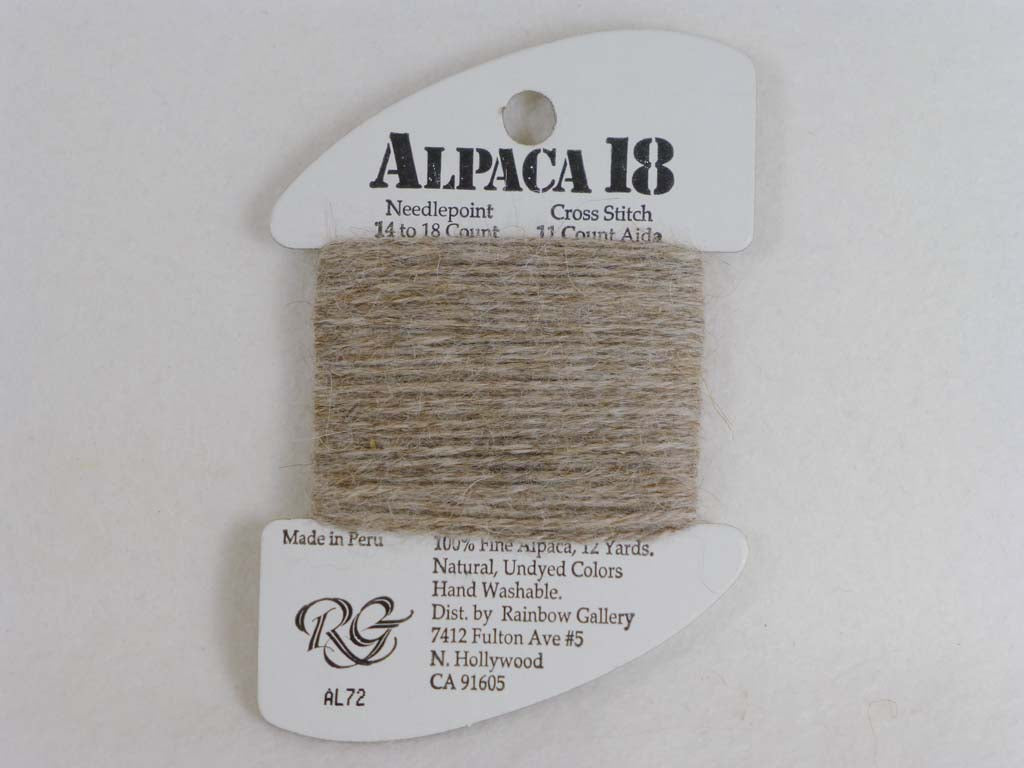 ALPACA 18
Needlepoint Cross Stitch
14 to 18 Count 11 Count Aida
Made in Peru
100% Fine Alpaca, 12 Yards.
Natural, Undyed Colors
Hand Washable.
Dist. by Rainbow Gallery
7412 Fulton Ave #5
N. Hollywood
CA 91605
RG
AL72